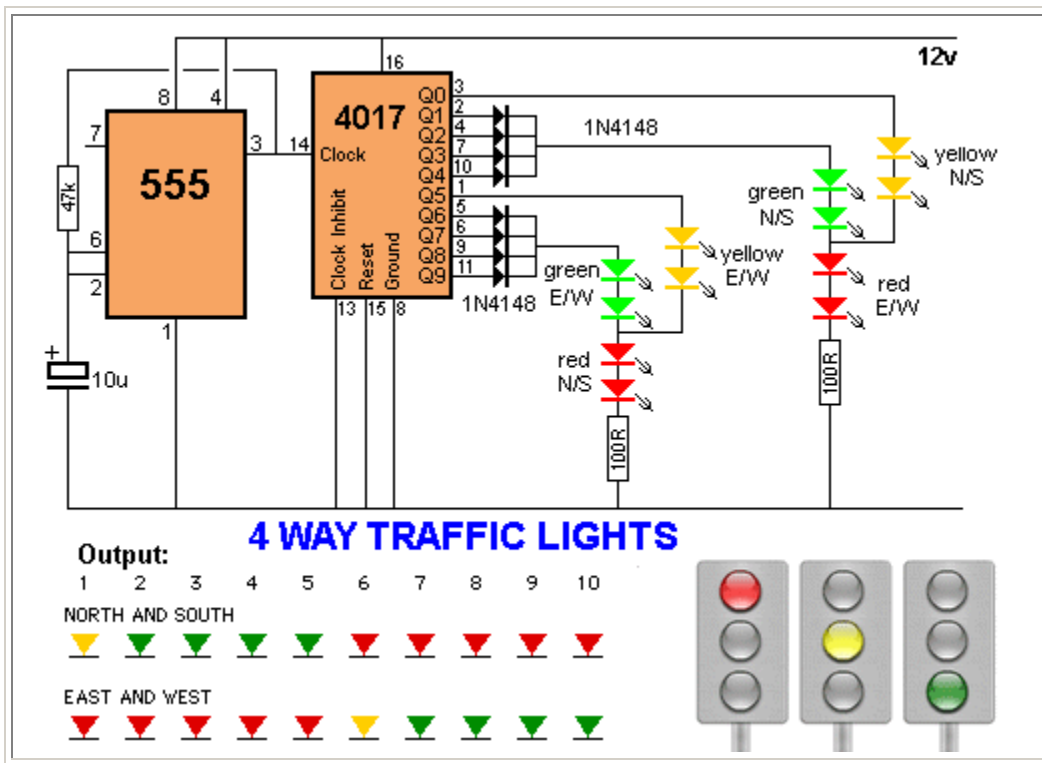 12v
16
8
4
3
Q0
2
Q1
4017
4
Q2
1N4148
7
3
14
7
Q3
Clock
10
Q4
yellow
N/S
555
1
Q5
green
N/S
47k
5
Q6
6
Q7
6
9
Q8
2
11
Q9
Clock Inhibit
Reset
Ground
green
E/W
yellow
E/W
red
E/W
13
15
8
1N4148
1
+
10u
red
N/S
100R
100R
4 WAY TRAFFIC LIGHTS
Output:
1 2 3 4 5 6 7 8 9 10
NORTH AND SOUTH
EAST AND WEST